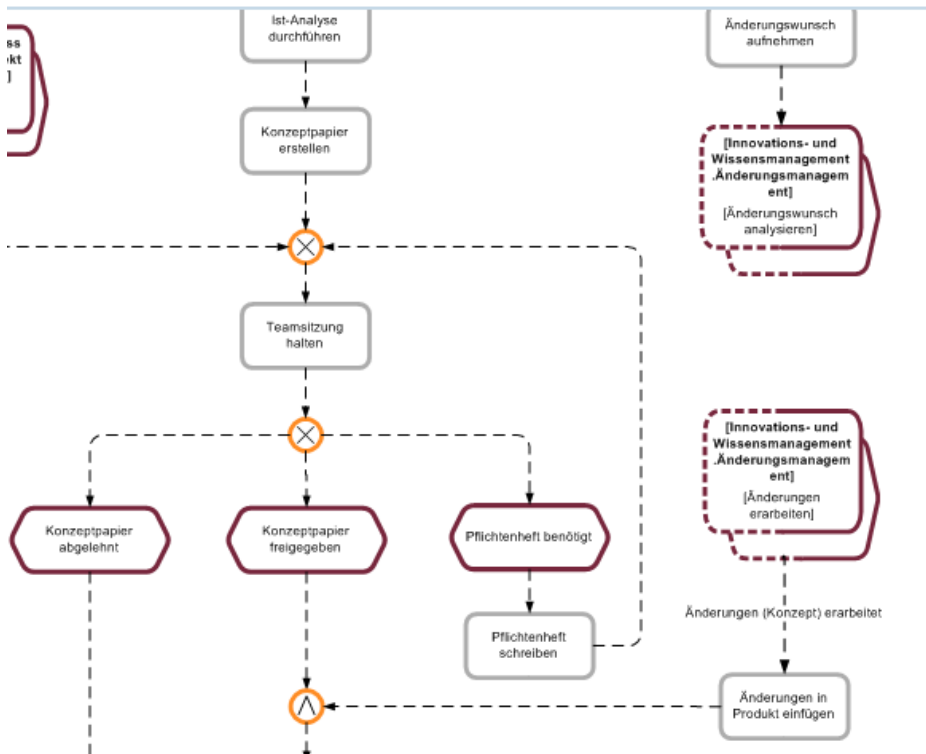 Ist-Analyse
durchführen
Änderungswunsch
aufnehmen
ss
kt
]
Konzeptpapier
erstellen
[Innovations- und
Wissensmanagement
.Änderungsmanagem
ent]
[Änderungswunsch
analysieren]
Teamsitzung
halten
[Innovations- und
Wissensmanagement
.Änderungsmanagem
ent]
[Änderungen
erarbeiten]
Konzeptpapier
abgelehnt
Konzeptpapier
freigegeben
Pflichtenheft benötigt
Änderungen (Konzept) erarbeitet
Pflichtenheft
schreiben
Änderungen in
Produkt einfügen